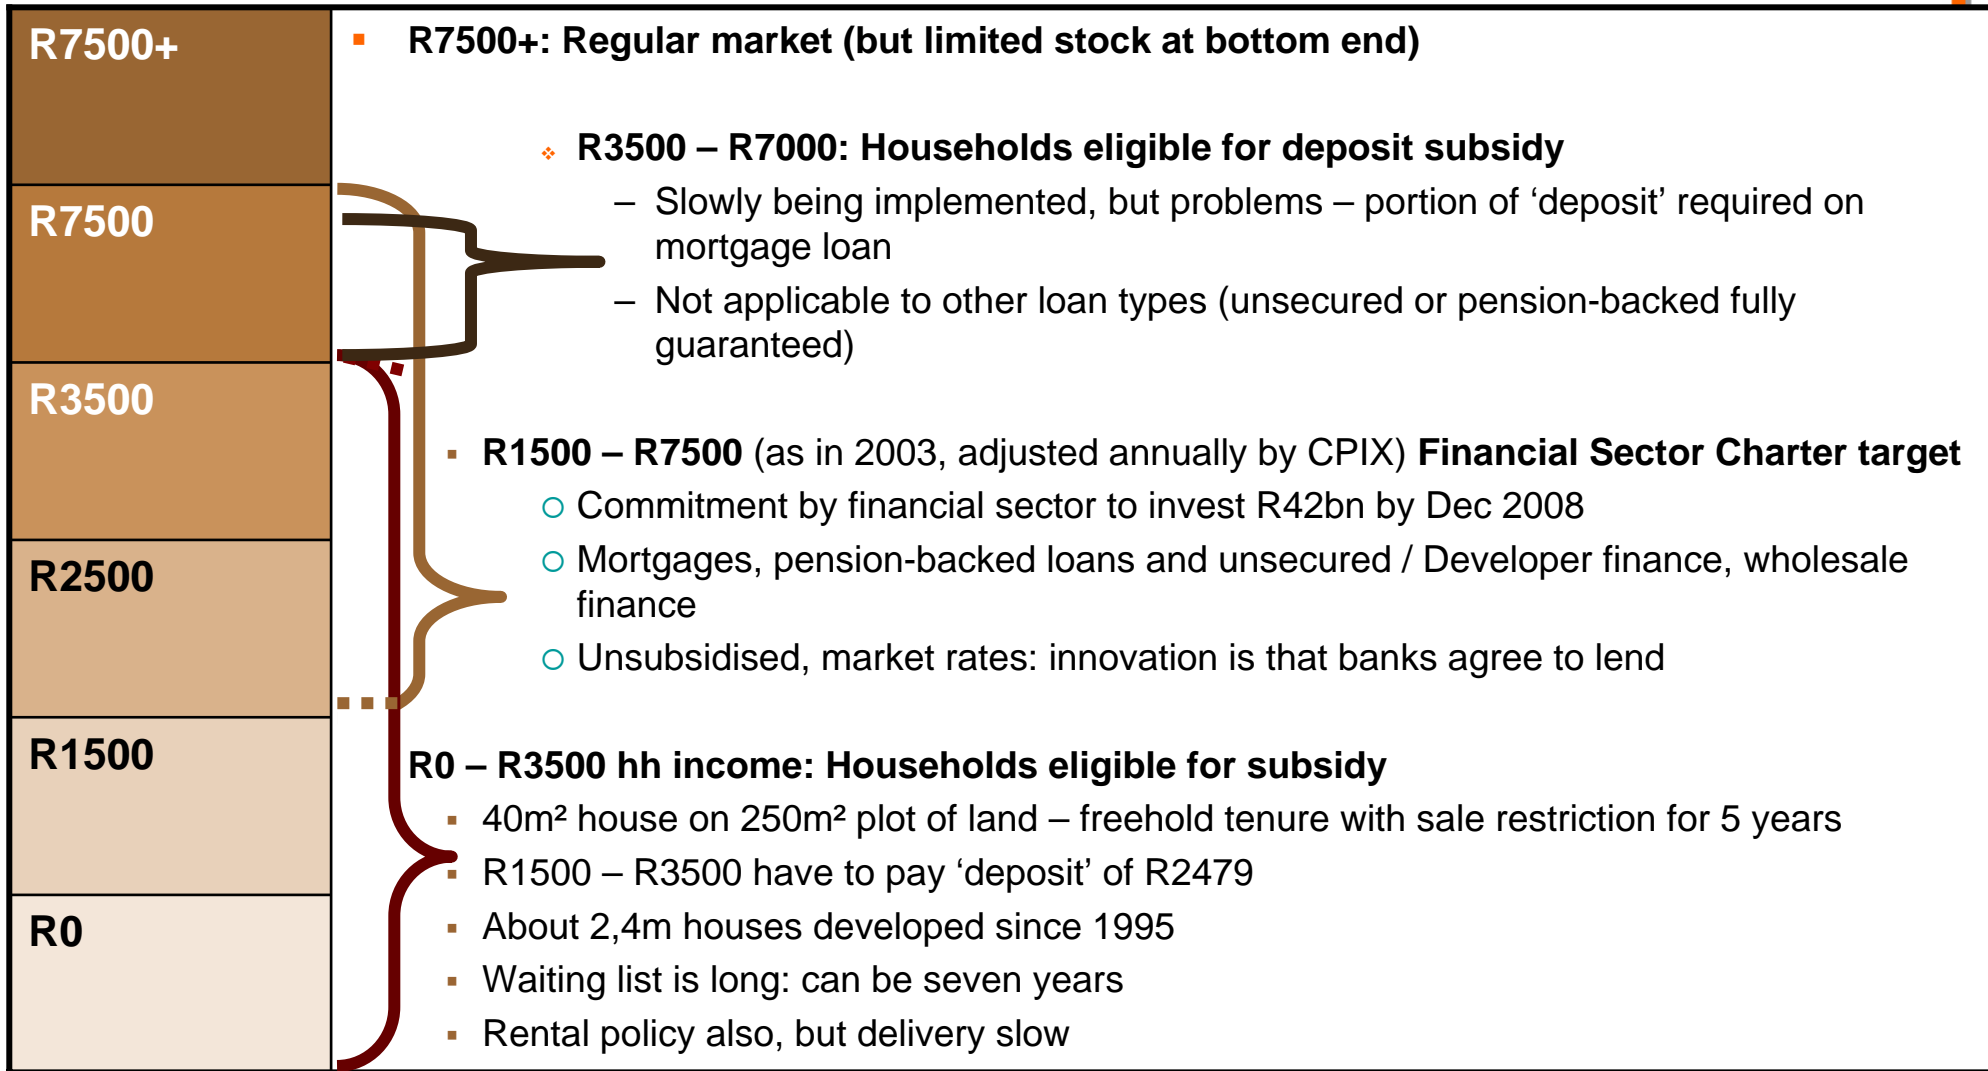 R7500+
R7500
R3500
R2500
R1500
R0
▪ R7500+: Regular market (but limited stock at bottom end)
❖ R3500 – R7000: Households eligible for deposit subsidy
– Slowly being implemented, but problems – portion of ‘deposit’ required on
mortgage loan
– Not applicable to other loan types (unsecured or pension-backed fully
guaranteed)
▪ R1500 – R7500 (as in 2003, adjusted annually by CPIX) Financial Sector Charter target
○ Commitment by financial sector to invest R42bn by Dec 2008
○ Mortgages, pension-backed loans and unsecured / Developer finance, wholesale
finance
○ Unsubsidised, market rates: innovation is that banks agree to lend
R0 – R3500 hh income: Households eligible for subsidy
▪ 40m² house on 250m² plot of land – freehold tenure with sale restriction for 5 years
▪ R1500 – R3500 have to pay ‘deposit’ of R2479
▪ About 2,4m houses developed since 1995
▪ Waiting list is long: can be seven years
▪ Rental policy also, but delivery slow